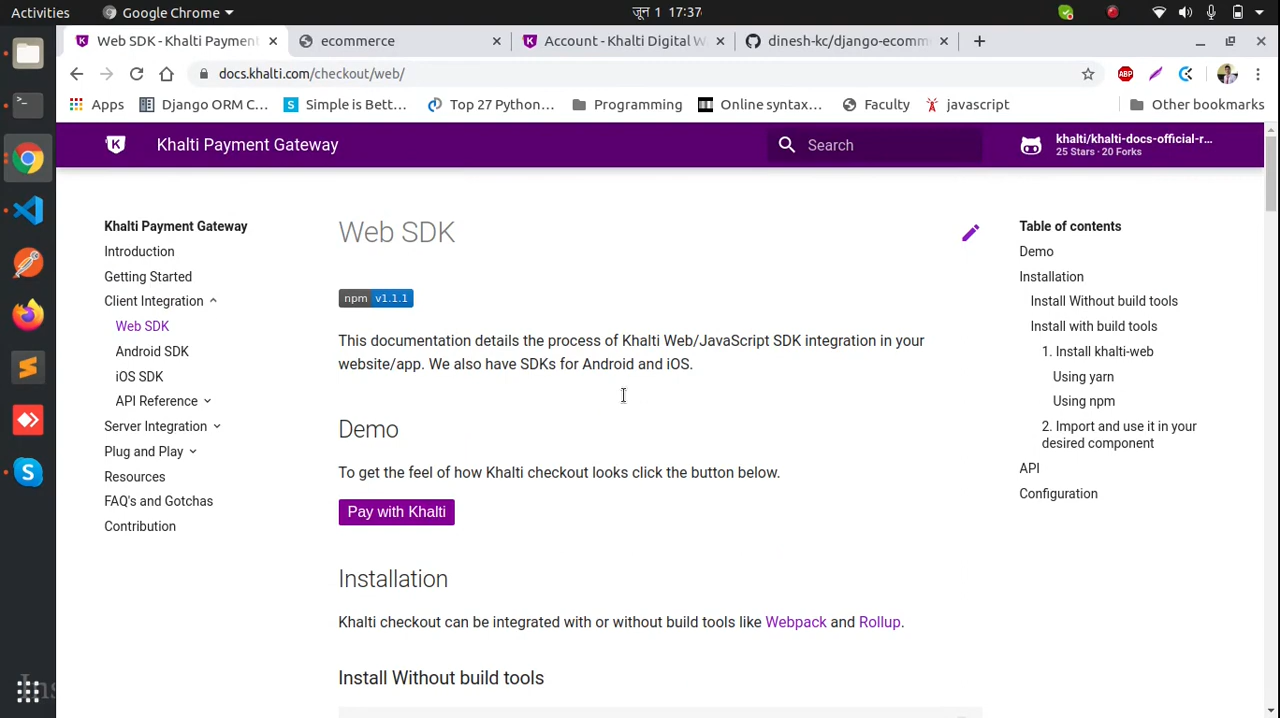 Activities
Google Chrome
जून 1 17:37
Web SDK - Khalti Payment
ecommerce
Account - Khalti Digital W
dinesh-kc/django-ecomm
docs.khalti.com/checkout/web/
ABP
Apps
Django ORM C...
Simple is Bett...
Top 27 Python...
Programming
Online syntax...
Faculty
javascript
Other bookmarks
Khalti Payment Gateway
Search
khalti/khalti-docs-official-r...
25 Stars · 20 Forks
Khalti Payment Gateway
Introduction
Getting Started
Client Integration
Web SDK
Android SDK
iOS SDK
API Reference
Server Integration
Plug and Play
Resources
FAQ's and Gotchas
Contribution
Web SDK
npm v1.1.1
This documentation details the process of Khalti Web/JavaScript SDK integration in your
website/app. We also have SDKs for Android and iOS.
Demo
To get the feel of how Khalti checkout looks click the button below.
Pay with Khalti
Installation
Khalti checkout can be integrated with or without build tools like Webpack and Rollup.
Install Without build tools
Table of contents
Demo
Installation
Install Without build tools
Install with build tools
1. Install khalti-web
Using yarn
Using npm
2. Import and use it in your
desired component
API
Configuration